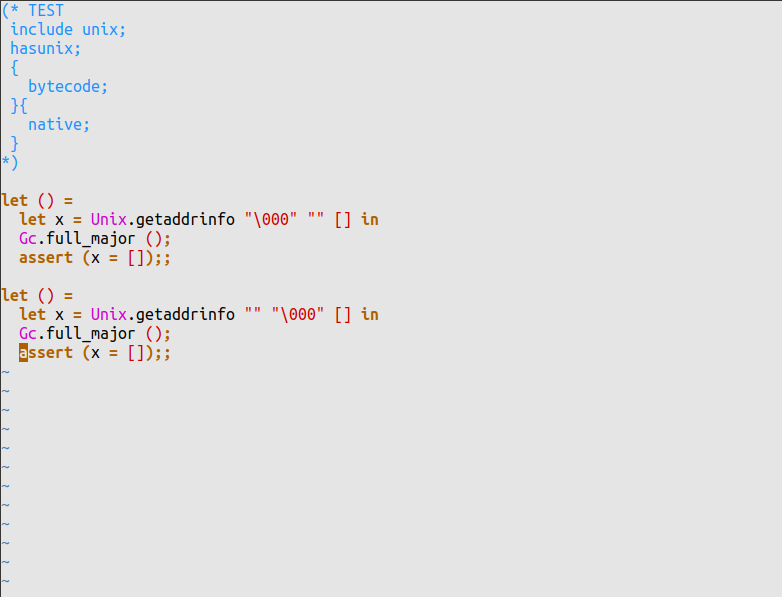 (* TEST
 include unix;
 hasunix;
 {
   bytecode;
 }{
   native;
 }
*)

let () =
  let x = Unix.getaddrinfo "\000" "" [] in
  Gc.full_major ();
  assert (x = []);;

let () =
  let x = Unix.getaddrinfo "" "\000" [] in
  Gc.full_major ();
  assert (x = []);;
~
~
~
~
~
~
~
~
~
~
~
~